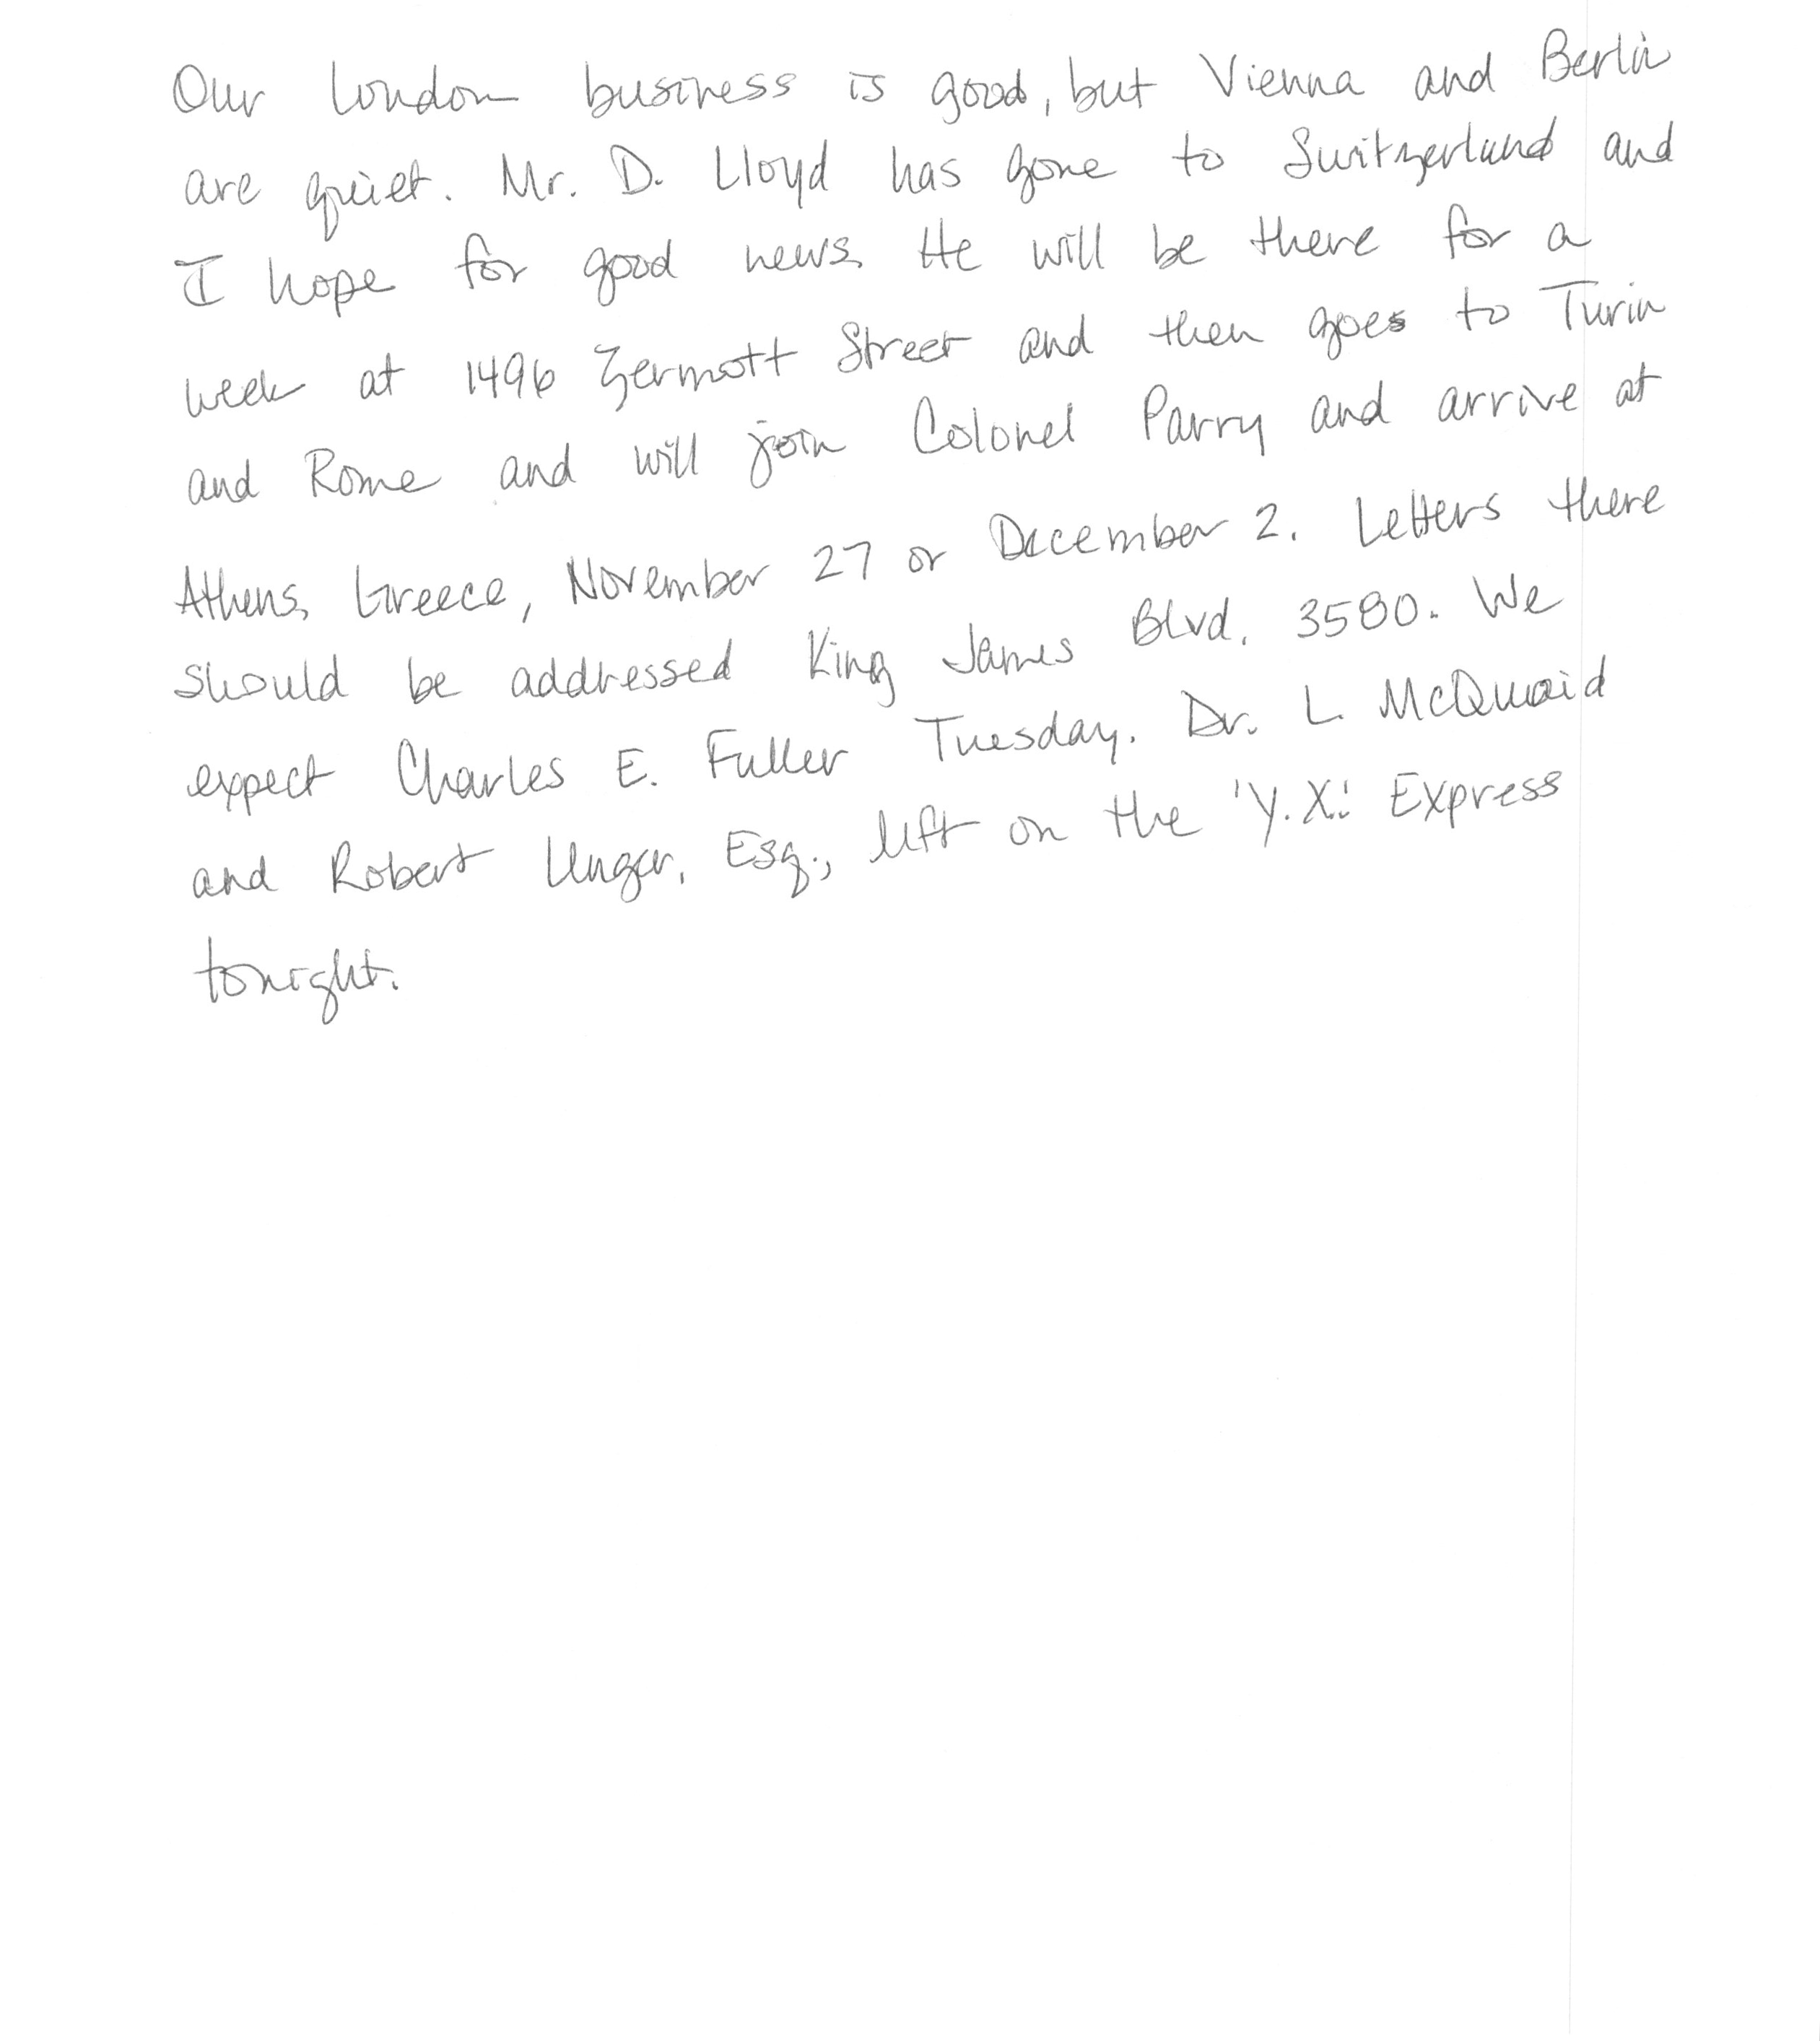 Our London business is good, but Vienna and Berlin
are quiet. Mr. D. Lloyd has gone to Switzerland and
I hope for good news. He will be there for a
week at 1496 Zermott Street and then goes to Turin
and Rome and will join Colonel Parry and arrive at
Athens, Greece, November 27 or December 2. Letters there
should be addressed King James Blvd. 3580. We
expect Charles E. Fuller Tuesday. Dr. L. McQuaid
and Robert Unger, Esq., left on the 'Y.X.' Express
tonight.